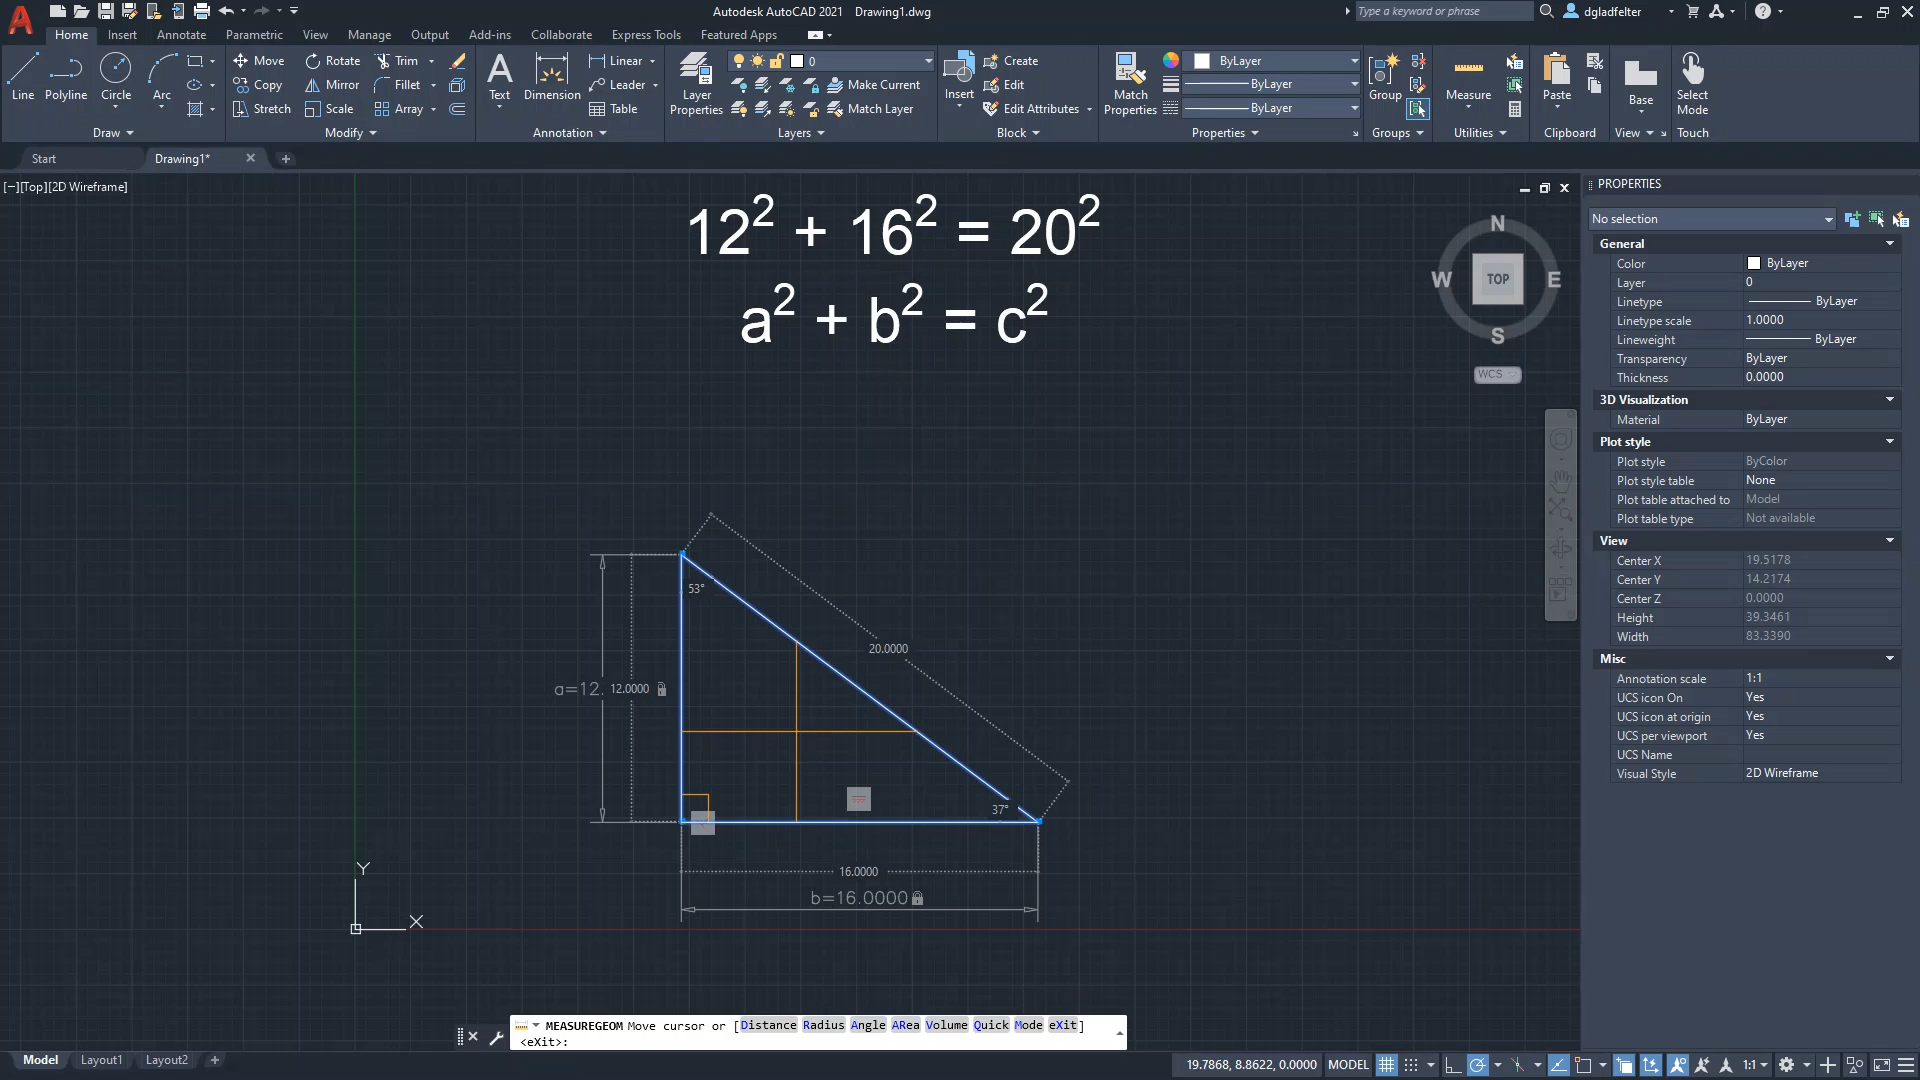 Autodesk AutoCAD 2021 Drawing1.dwg
Type a keyword or phrase
dgladfelter
Home Insert Annotate Parametric View Manage Output Add-ins Collaborate Express Tools Featured Apps
Line Polyline Circle Arc
Move Rotate Trim
Copy Mirror Fillet
Stretch Scale Array
Text Dimension
Linear
Leader
Table
Layer Properties
0
Make Current
Match Layer
Insert
Create
Edit
Edit Attributes
Match Properties
ByLayer
ByLayer
ByLayer
Group
Measure
Paste
Base
Select Mode
Draw Modify Annotation Layers Block Properties Groups Utilities Clipboard View Touch
Start Drawing1*
[−][Top][2D Wireframe]
12² + 16² = 20²
a² + b² = c²
N
W TOP E
S
WCS
53°
20.0000
a=12. 12.0000
37°
16.0000
b=16.0000
Y
X
PROPERTIES
No selection
General
Color ByLayer
Layer 0
Linetype ByLayer
Linetype scale 1.0000
Lineweight ByLayer
Transparency ByLayer
Thickness 0.0000
3D Visualization
Material ByLayer
Plot style
Plot style ByColor
Plot style table None
Plot table attached to Model
Plot table type Not available
View
Center X 19.5178
Center Y 14.2174
Center Z 0.0000
Height 39.3461
Width 83.3390
Misc
Annotation scale 1:1
UCS icon On Yes
UCS icon at origin Yes
UCS per viewport Yes
UCS Name
Visual Style 2D Wireframe
MEASUREGEOM Move cursor or [Distance Radius Angle ARea Volume Quick Mode eXit]
<eXit>:
Model Layout1 Layout2
19.7868, 8.8622, 0.0000 MODEL 1:1